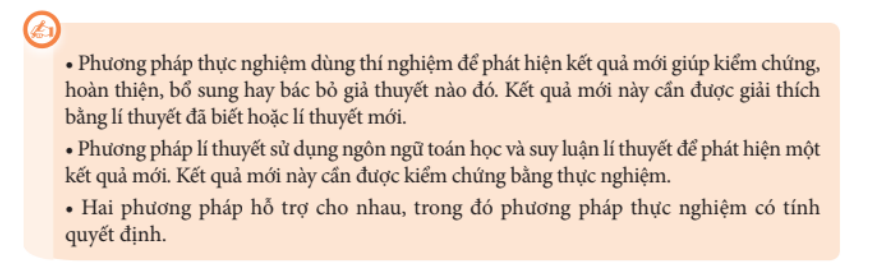 • Phương pháp thực nghiệm dùng thí nghiệm để phát hiện kết quả mới giúp kiểm chứng,
hoàn thiện, bổ sung hay bác bỏ giả thuyết nào đó. Kết quả mới này cần được giải thích
bằng lí thuyết đã biết hoặc lí thuyết mới.
• Phương pháp lí thuyết sử dụng ngôn ngữ toán học và suy luận lí thuyết để phát hiện một
kết quả mới. Kết quả mới này cần được kiểm chứng bằng thực nghiệm.
• Hai phương pháp hỗ trợ cho nhau, trong đó phương pháp thực nghiệm có tính
quyết định.